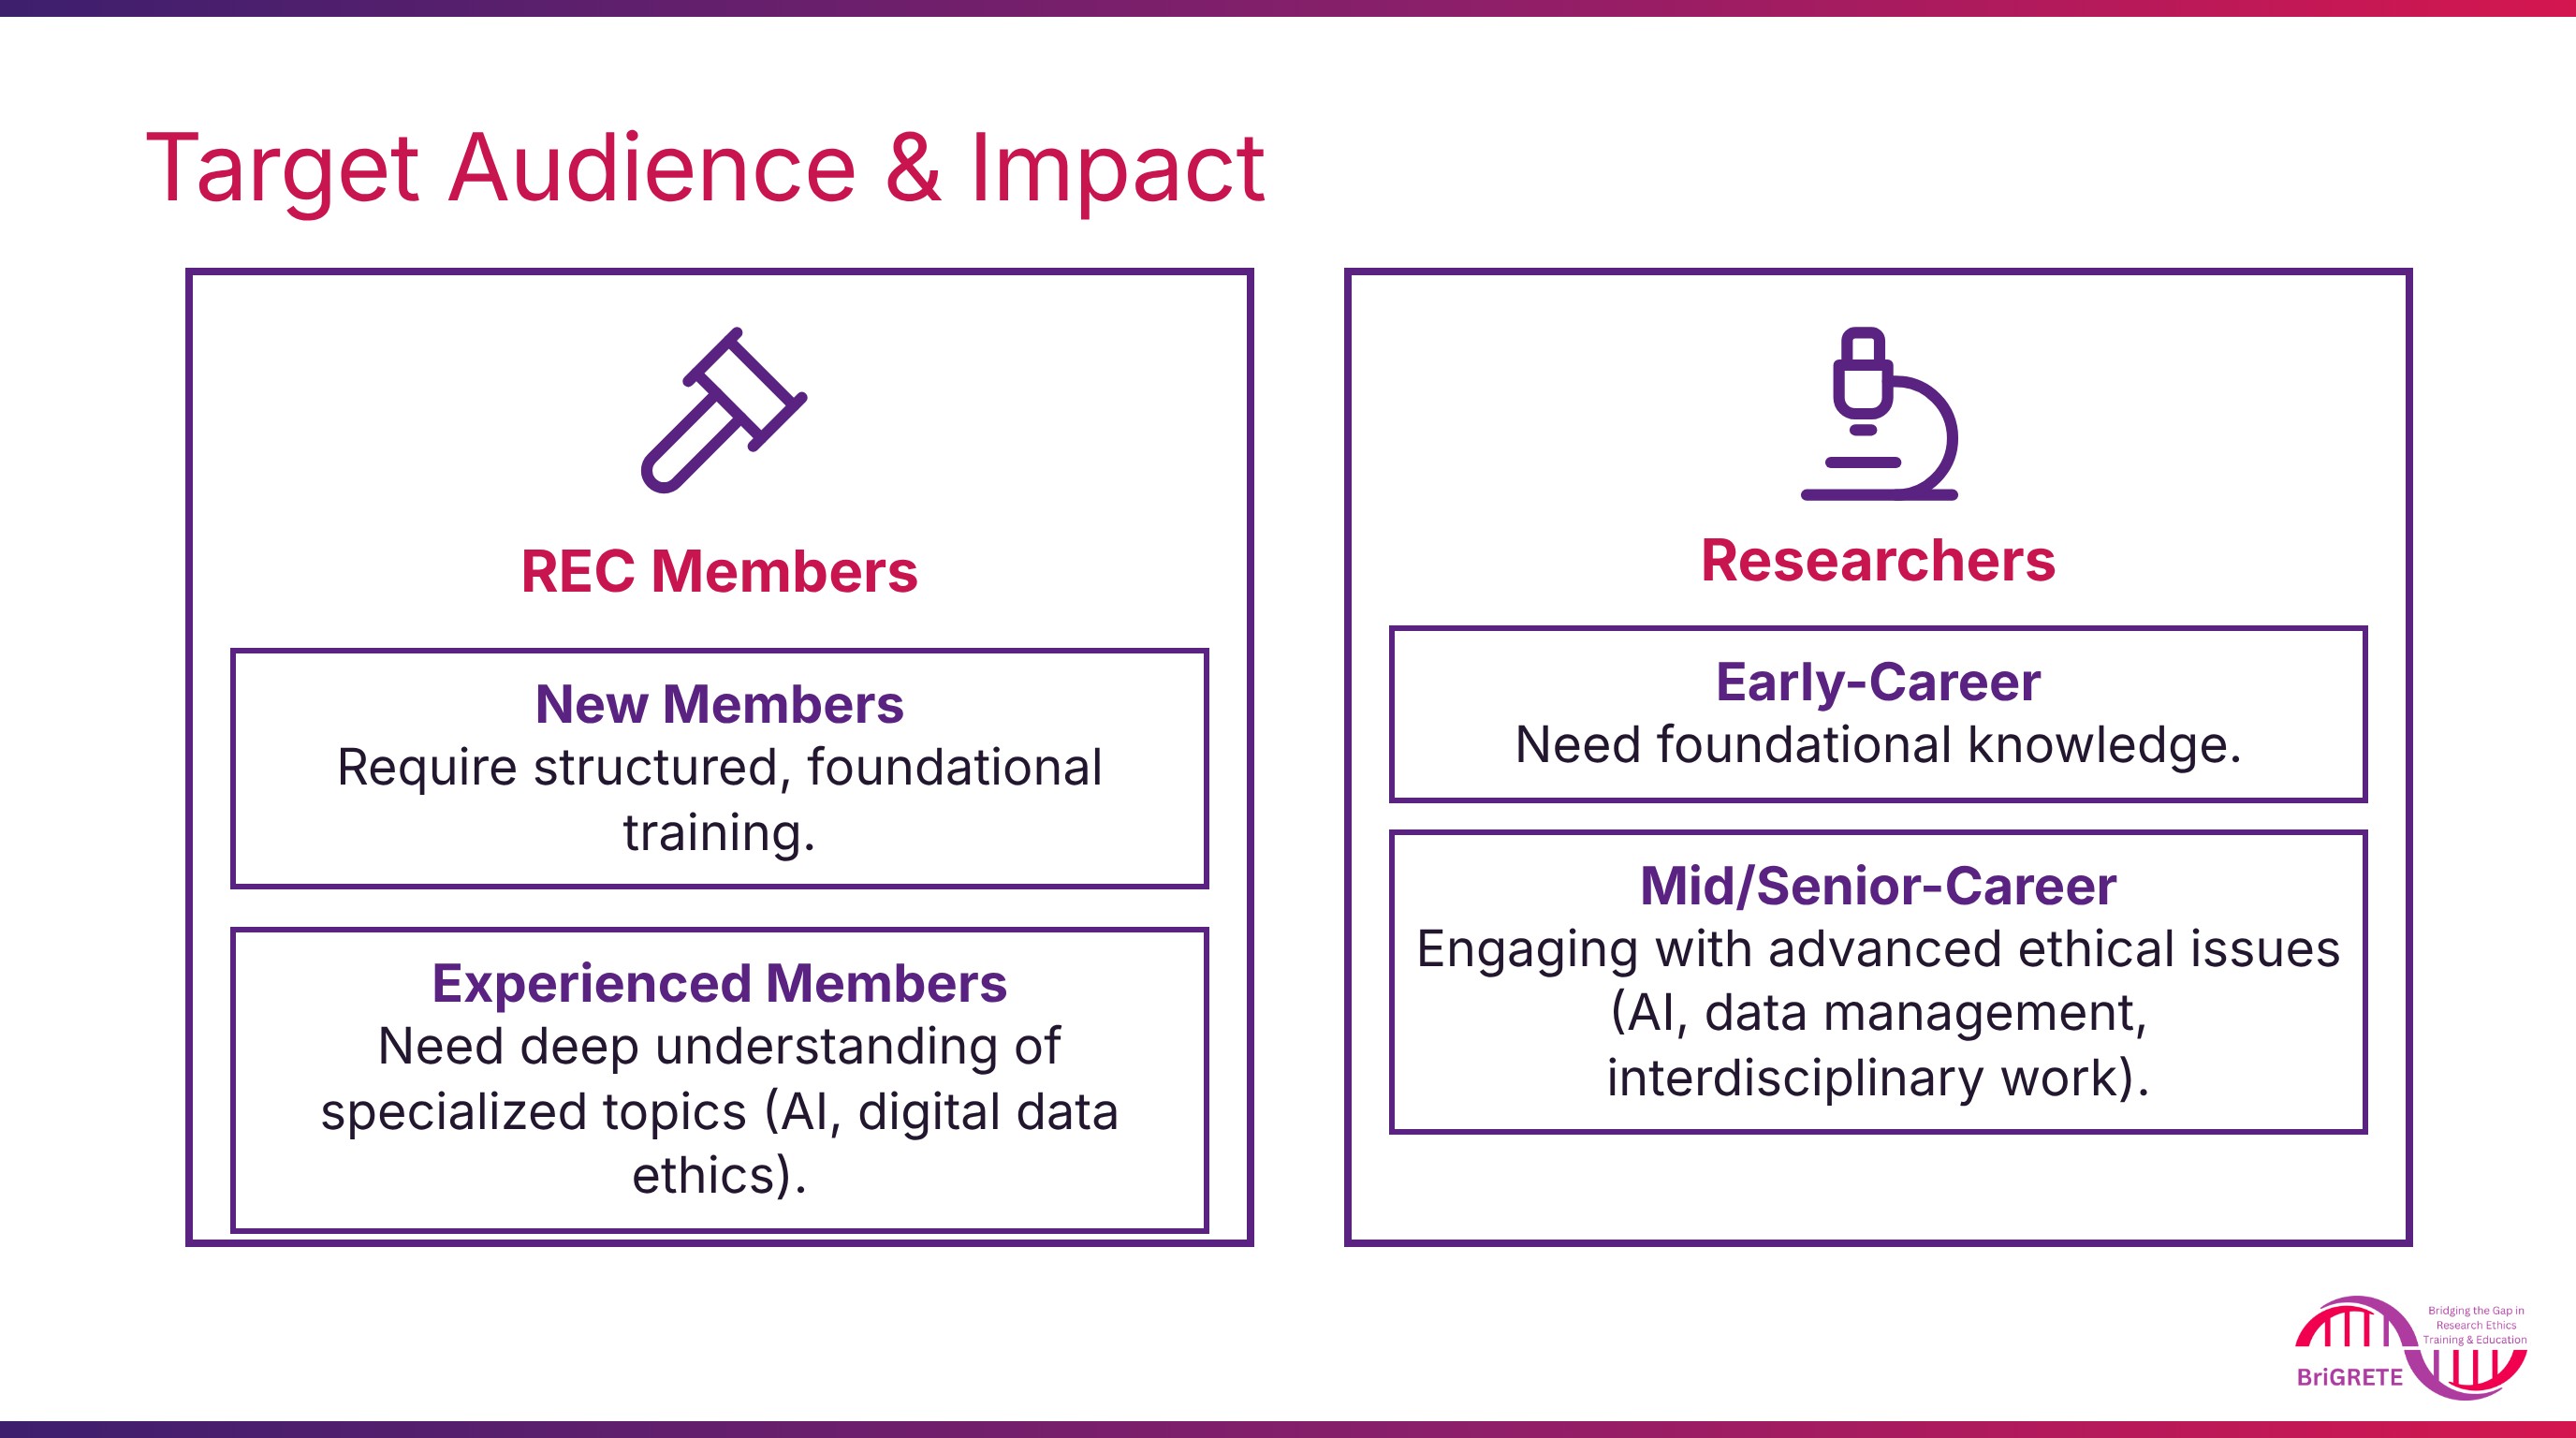 Target Audience & Impact
REC Members
New Members
Require structured, foundational
training.
Experienced Members
Need deep understanding of
specialized topics (AI, digital data
ethics).
Researchers
Early-Career
Need foundational knowledge.
Mid/Senior-Career
Engaging with advanced ethical issues
(AI, data management,
interdisciplinary work).
Bridging the Gap in
Research Ethics
Training & Education
BriGRETE